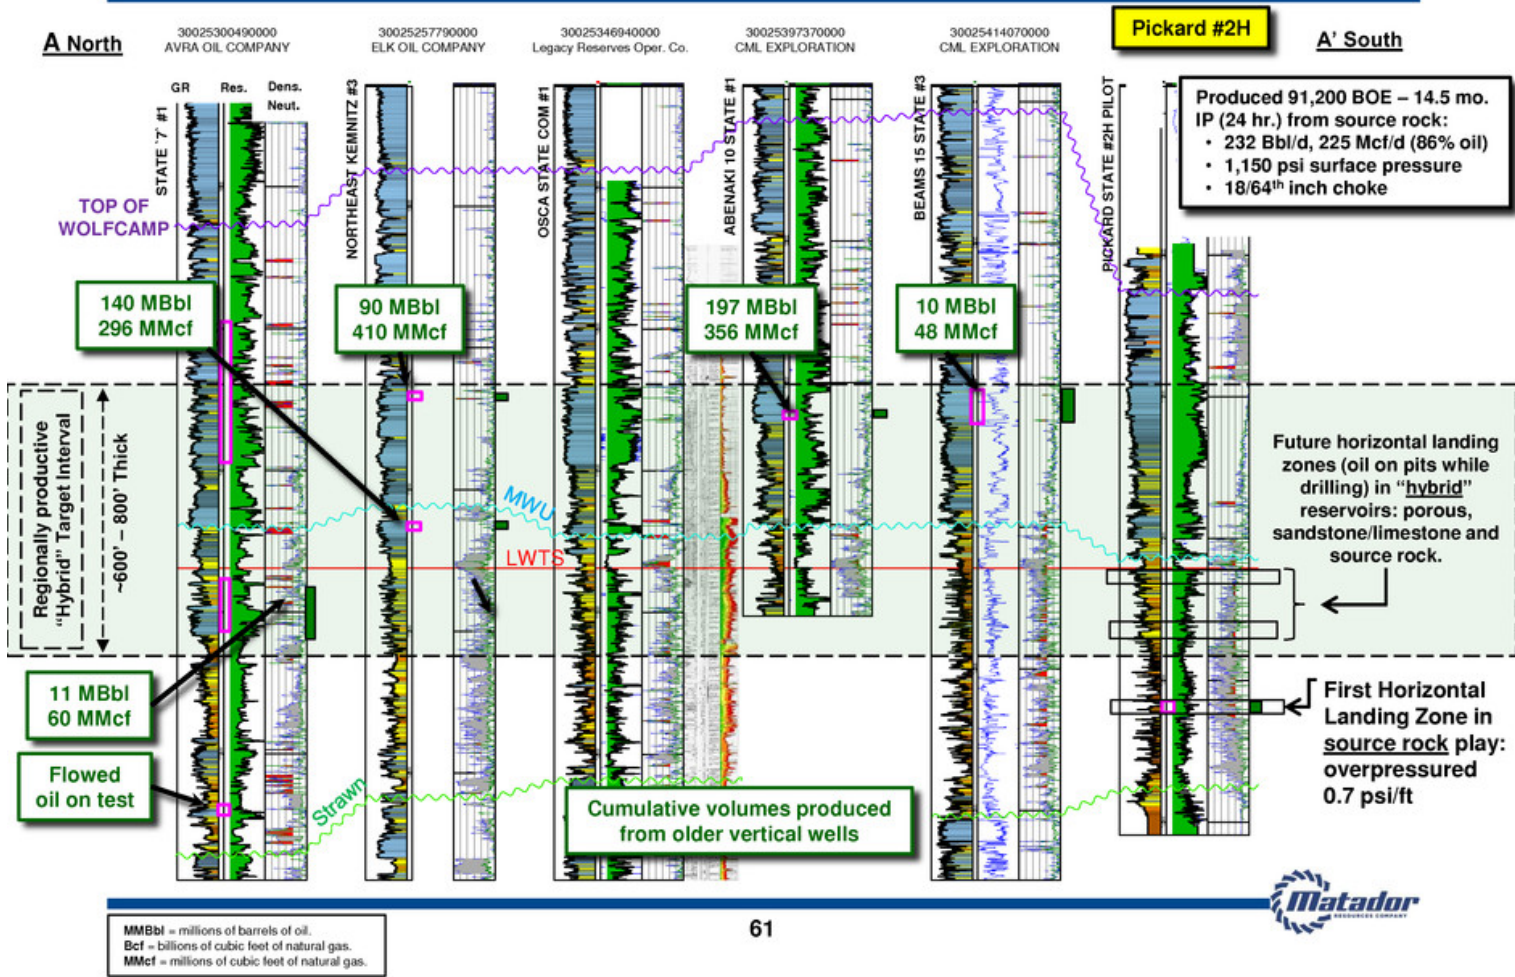 A North
30025300490000
AVRA OIL COMPANY
30025257790000
ELK OIL COMPANY
30025346940000
Legacy Reserves Oper. Co.
30025397370000
CML EXPLORATION
30025414070000
CML EXPLORATION
Pickard #2H
A' South
GR
Res.
Dens.
Neut.
STATE "7" #1
NORTHEAST KEMNITZ #3
OSCA STATE COM #1
ABENAKI 10 STATE #1
BEAMS 15 STATE #3
PICKARD STATE #2H PILOT
Produced 91,200 BOE – 14.5 mo.
IP (24 hr.) from source rock:
• 232 Bbl/d, 225 Mcf/d (86% oil)
• 1,150 psi surface pressure
• 18/64th inch choke
TOP OF
WOLFCAMP
140 MBbl
296 MMcf
90 MBbl
410 MMcf
197 MBbl
356 MMcf
10 MBbl
48 MMcf
Regionally productive
"Hybrid" Target Interval
~600' – 800' Thick
MWU
LWTS
Future horizontal landing
zones (oil on pits while
drilling) in "hybrid"
reservoirs: porous,
sandstone/limestone and
source rock.
11 MBbl
60 MMcf
Flowed
oil on test
Strawn
Cumulative volumes produced
from older vertical wells
First Horizontal
Landing Zone in
source rock play:
overpressured
0.7 psi/ft
MMBbl = millions of barrels of oil.
Bcf = billions of cubic feet of natural gas.
MMcf = millions of cubic feet of natural gas.
61
Matador
RESOURCES COMPANY